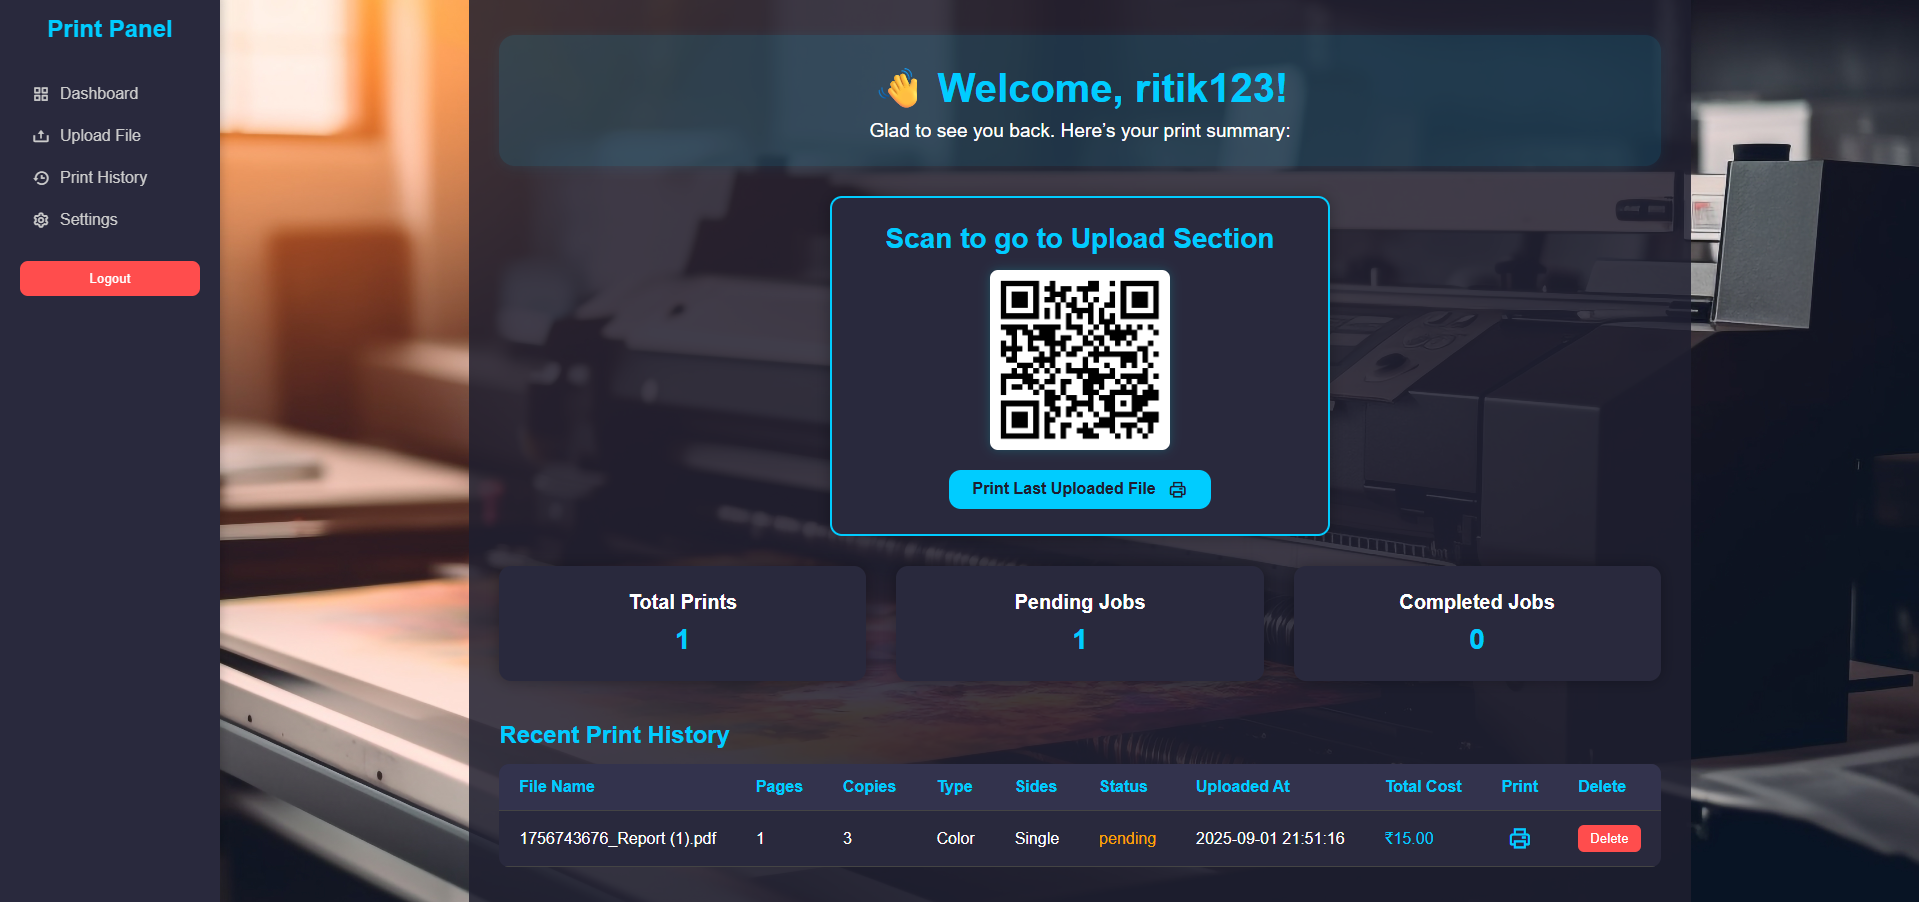 Print Panel
Dashboard
Upload File
Print History
Settings
Logout
👋 Welcome, ritik123!
Glad to see you back. Here’s your print summary:
Scan to go to Upload Section
Print Last Uploaded File
Total Prints
1
Pending Jobs
1
Completed Jobs
0
Recent Print History
File Name Pages Copies Type Sides Status Uploaded At Total Cost Print Delete
1756743676_Report (1).pdf 1 3 Color Single pending 2025-09-01 21:51:16 ₹15.00 Delete